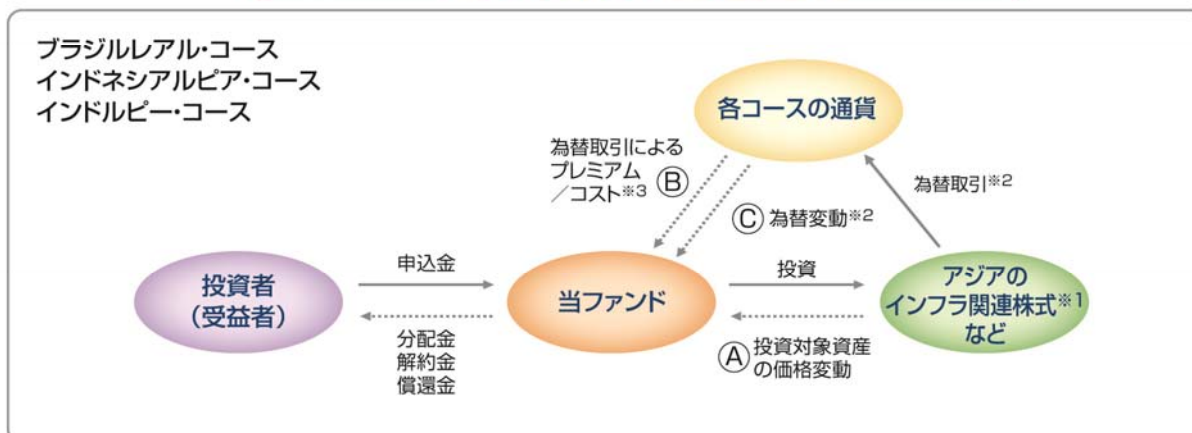 ブラジルレアル・コース
インドネシアルピア・コース
インドルピー・コース
各コースの通貨
為替取引による
プレミアム
／コスト※3
Ⓑ
為替取引※2
Ⓒ 為替変動※2
投資者
（受益者）
申込金
分配金
解約金
償還金
当ファンド
投資
Ⓐ 投資対象資産
の価格変動
アジアの
インフラ関連株式※1
など